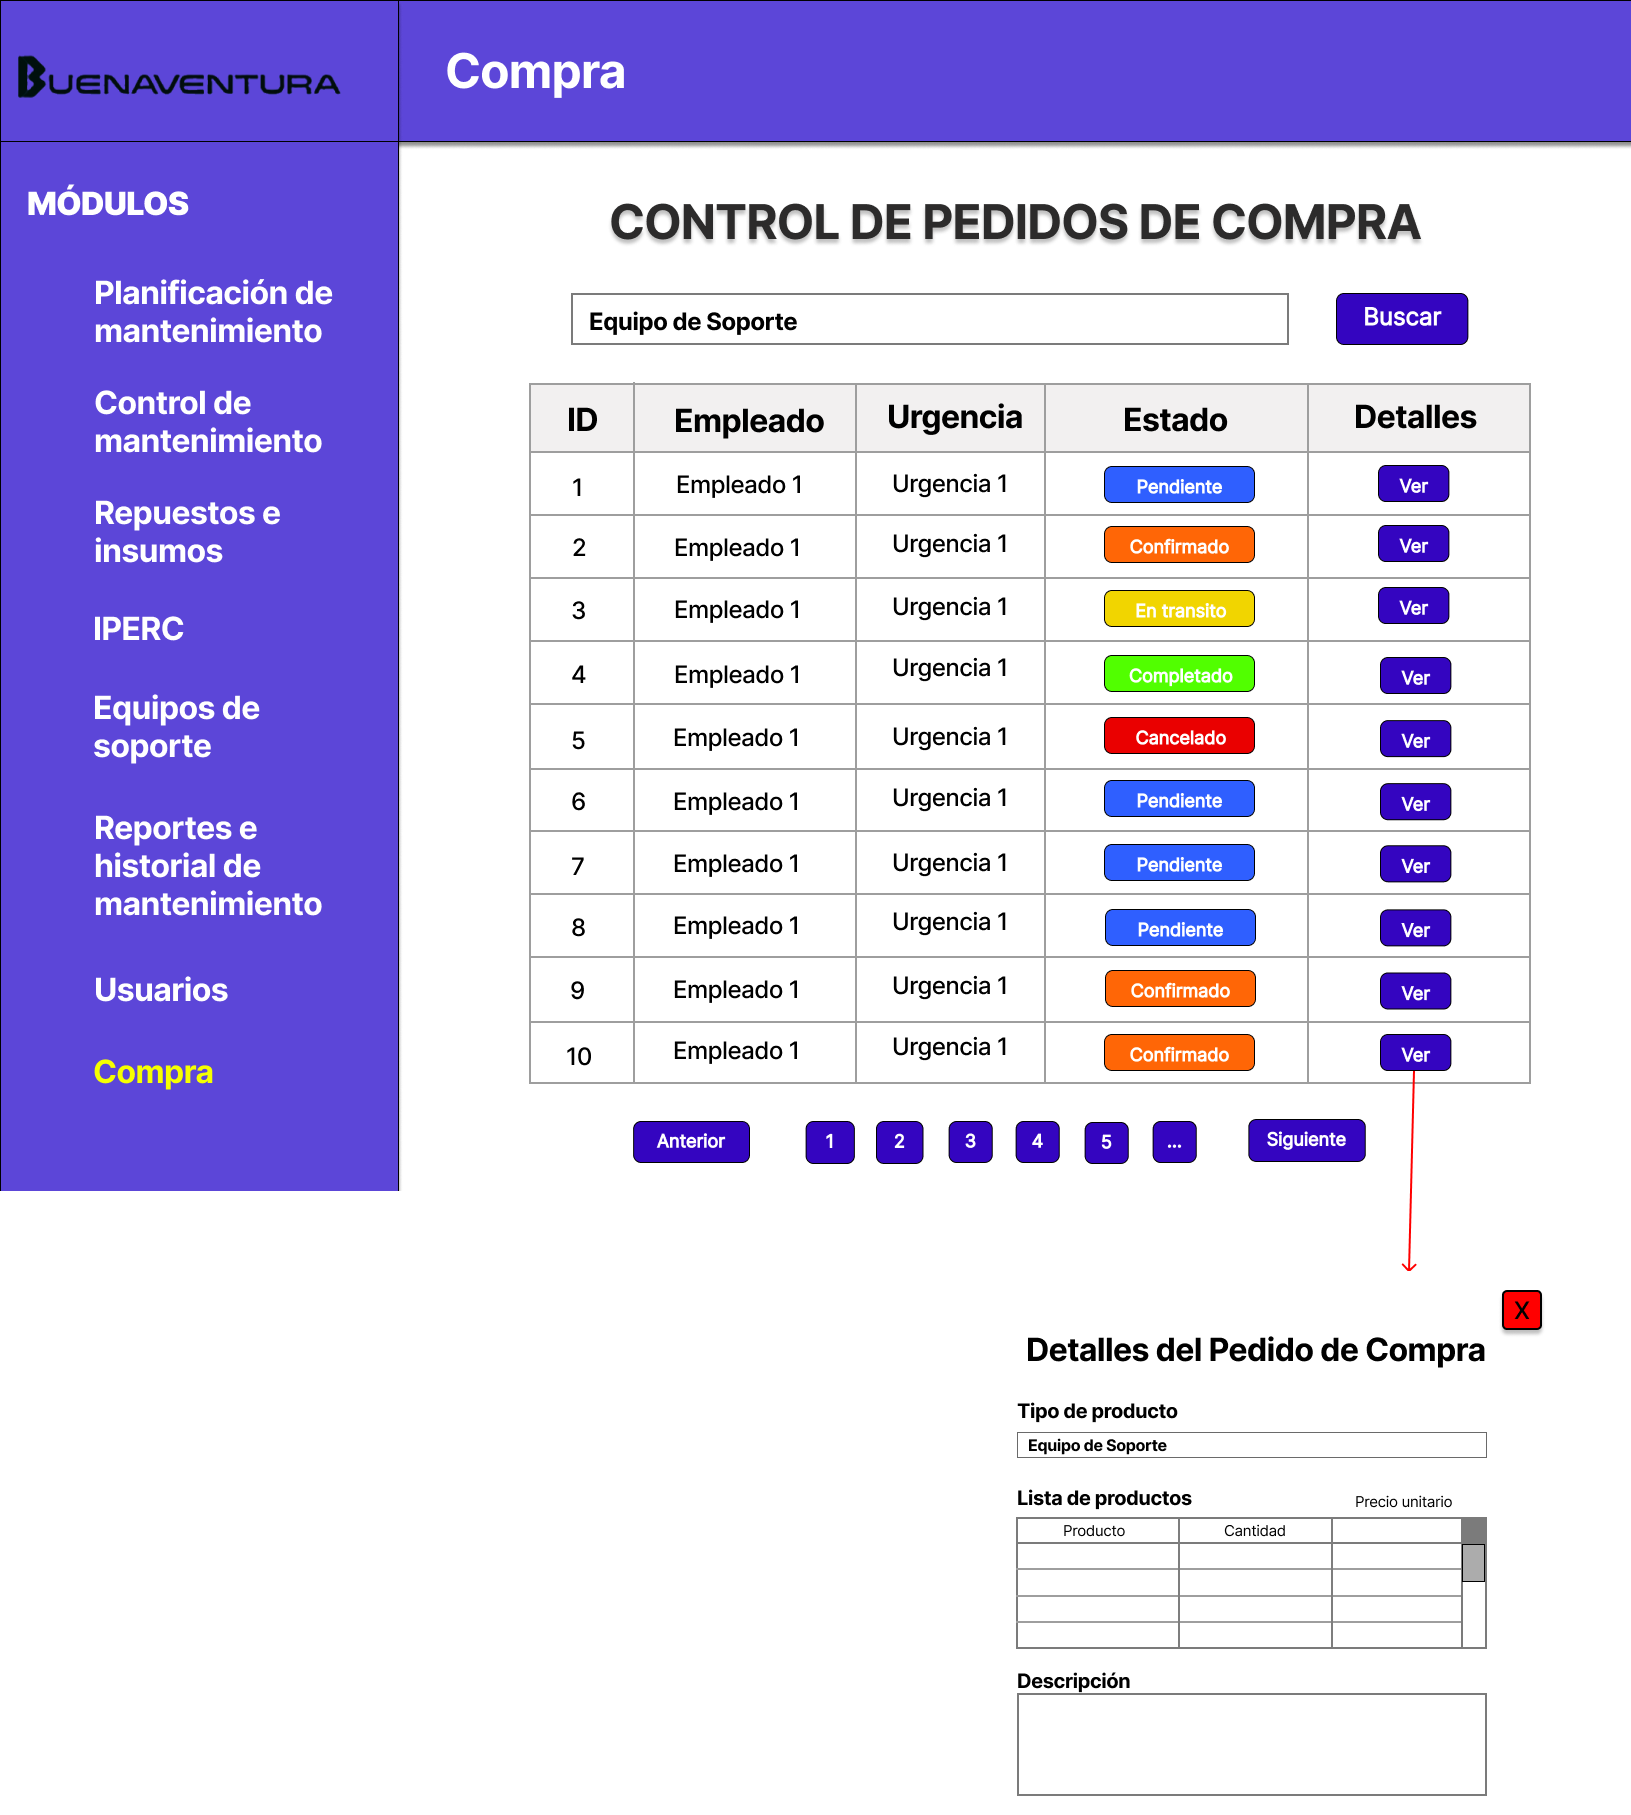 BUENAVENTURA
Compra
MÓDULOS
Planificación de
mantenimiento
Control de
mantenimiento
Repuestos e
insumos
IPERC
Equipos de
soporte
Reportes e
historial de
mantenimiento
Usuarios
Compra
CONTROL DE PEDIDOS DE COMPRA
Equipo de Soporte
Buscar
ID Empleado Urgencia Estado Detalles
1 Empleado 1 Urgencia 1 Pendiente Ver
2 Empleado 1 Urgencia 1 Confirmado Ver
3 Empleado 1 Urgencia 1 En transito Ver
4 Empleado 1 Urgencia 1 Completado Ver
5 Empleado 1 Urgencia 1 Cancelado Ver
6 Empleado 1 Urgencia 1 Pendiente Ver
7 Empleado 1 Urgencia 1 Pendiente Ver
8 Empleado 1 Urgencia 1 Pendiente Ver
9 Empleado 1 Urgencia 1 Confirmado Ver
10 Empleado 1 Urgencia 1 Confirmado Ver
Anterior 1 2 3 4 5 ... Siguiente
X
Detalles del Pedido de Compra
Tipo de producto
Equipo de Soporte
Lista de productos Precio unitario
Producto Cantidad
Descripción